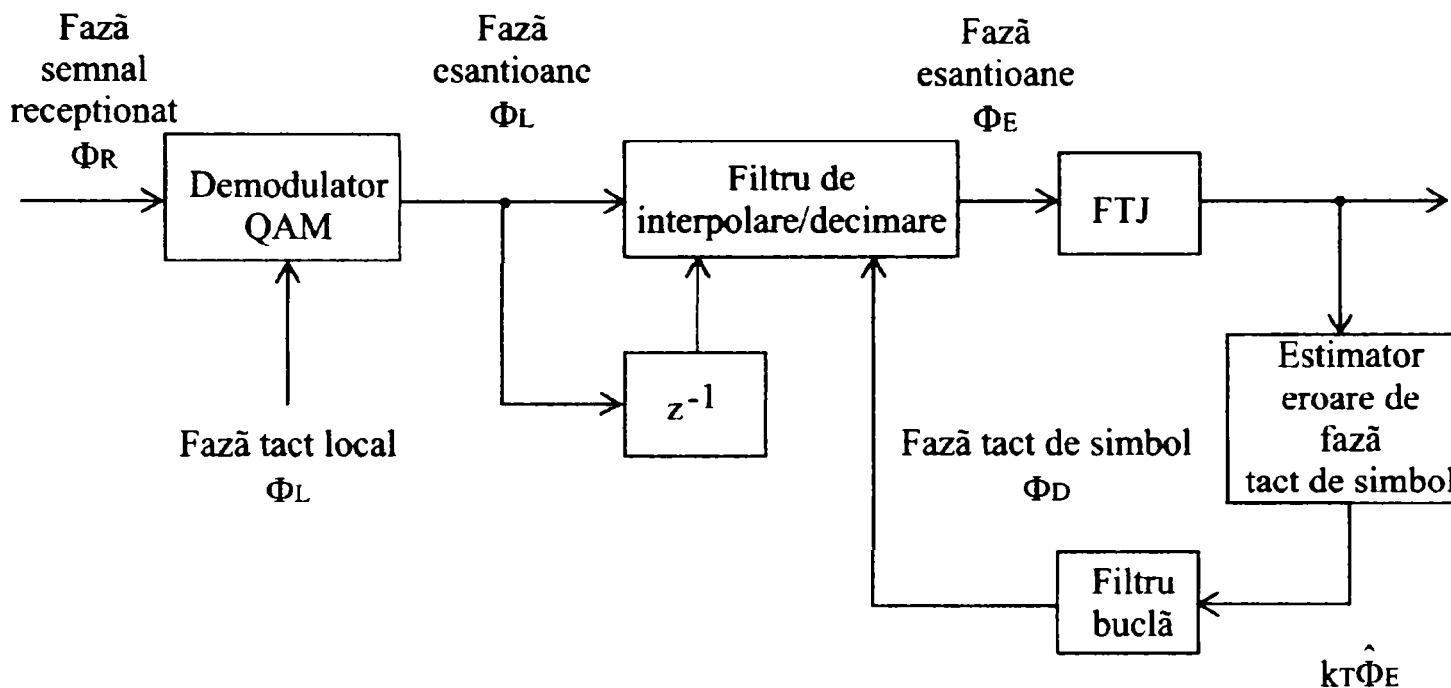 Fază
semnal
receptionat
ΦR
Fază
esantioane
ΦL
Fază
esantioane
ΦE
Demodulator
QAM
Filtru de
interpolare/decimare
FTJ
z-1
Fază tact local
ΦL
Fază tact de simbol
ΦD
Estimator
eroare de
fază
tact de simbol
Filtru
buclă
kTΦ̂E